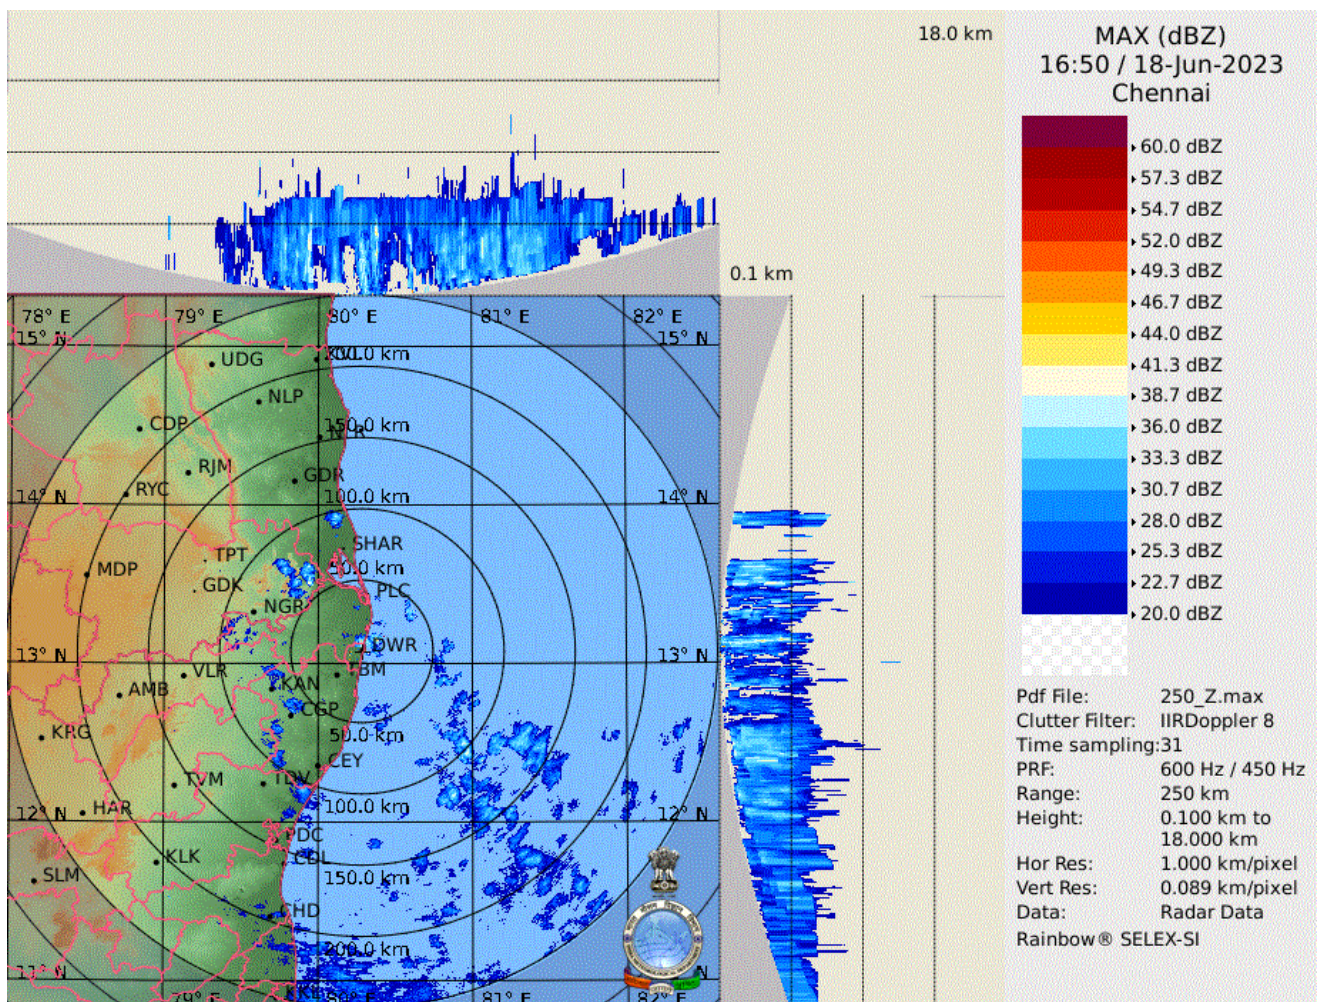 18.0 km
0.1 km
MAX (dBZ)
16:50 / 18-Jun-2023
Chennai
60.0 dBZ
57.3 dBZ
54.7 dBZ
52.0 dBZ
49.3 dBZ
46.7 dBZ
44.0 dBZ
41.3 dBZ
38.7 dBZ
36.0 dBZ
33.3 dBZ
30.7 dBZ
28.0 dBZ
25.3 dBZ
22.7 dBZ
20.0 dBZ
Pdf File: 250_Z.max
Clutter Filter: IIRDoppler 8
Time sampling:31
PRF: 600 Hz / 450 Hz
Range: 250 km
Height: 0.100 km to
18.000 km
Hor Res: 1.000 km/pixel
Vert Res: 0.089 km/pixel
Data: Radar Data
Rainbow® SELEX-SI
78° E 79° E 80° E 81° E 82° E
15° N 15° N
UDG 200.0 km
NLP
CDP 150.0 km
RJM GDR
RYC
14° N 100.0 km 14° N
SHAR
TPT
MDP 50.0 km
GDK PLC
NGR
DWR
13° N 13° N
VLR BM
AMB KAN
CGP
KRG 50.0 km
CEY
TVM TDV
HAR 100.0 km 12° N 12° N
PDC
KLK CDL
SLM 150.0 km
CHD
200.0 km
11° N 11° N
79° E KKL 80° E 81° E 82° E